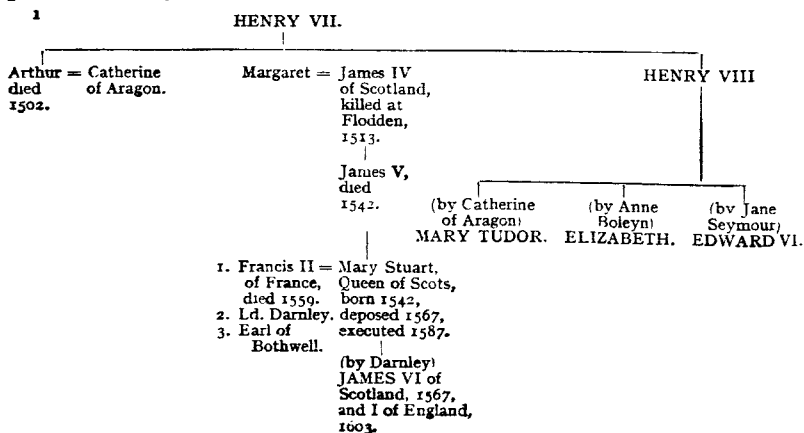 1
HENRY VII.
Arthur = Catherine
died of Aragon.
1502.
Margaret = James IV
of Scotland,
killed at
Flodden,
1513.
HENRY VIII
James V,
died
1542.
(by Catherine
of Aragon)
MARY TUDOR.
(by Anne
Boleyn)
ELIZABETH.
(by Jane
Seymour)
EDWARD VI.
1. Francis II = Mary Stuart,
of France, Queen of Scots,
died 1559. born 1542,
2. Ld. Darnley. deposed 1567,
3. Earl of executed 1587.
Bothwell.
(by Darnley)
JAMES VI of
Scotland, 1567,
and I of England,
1603.